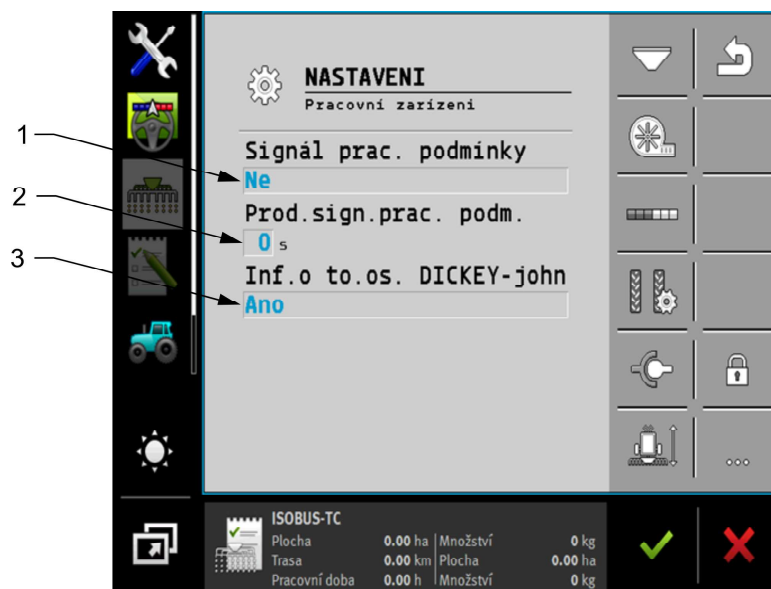 NASTAVENI
Pracovní zarízeni
1
Signál prac. podminky
Ne
2
Prod.sign.prac. podm.
0 s
3
Inf.o to.os. DICKEY-john
Ano
ISOBUS-TC
Plocha 0.00 ha Množství 0 kg
Trasa 0.00 km Plocha 0.00 ha
Pracovní doba 0.00 h Množství 0 kg